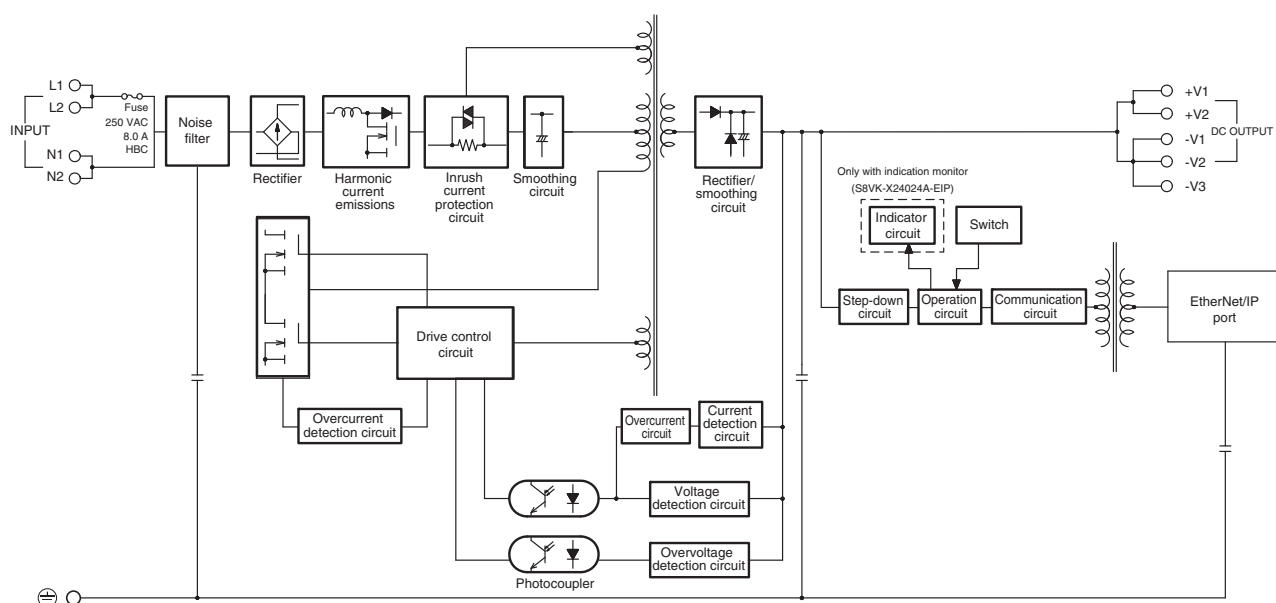 L1
L2
INPUT
N1
N2
Fuse
250 VAC
8.0 A
HBC
Noise
filter
Rectifier
Harmonic
current
emissions
Inrush
current
protection
circuit
Smoothing
circuit
Rectifier/
smoothing
circuit
+V1
+V2
DC OUTPUT
-V1
-V2
-V3
Only with indication monitor
(S8VK-X24024A-EIP)
Indicator
circuit
Switch
Step-down
circuit
Operation
circuit
Communication
circuit
EtherNet/IP
port
Drive control
circuit
Overcurrent
detection circuit
Overcurrent
circuit
Current
detection
circuit
Voltage
detection circuit
Overvoltage
detection circuit
Photocoupler